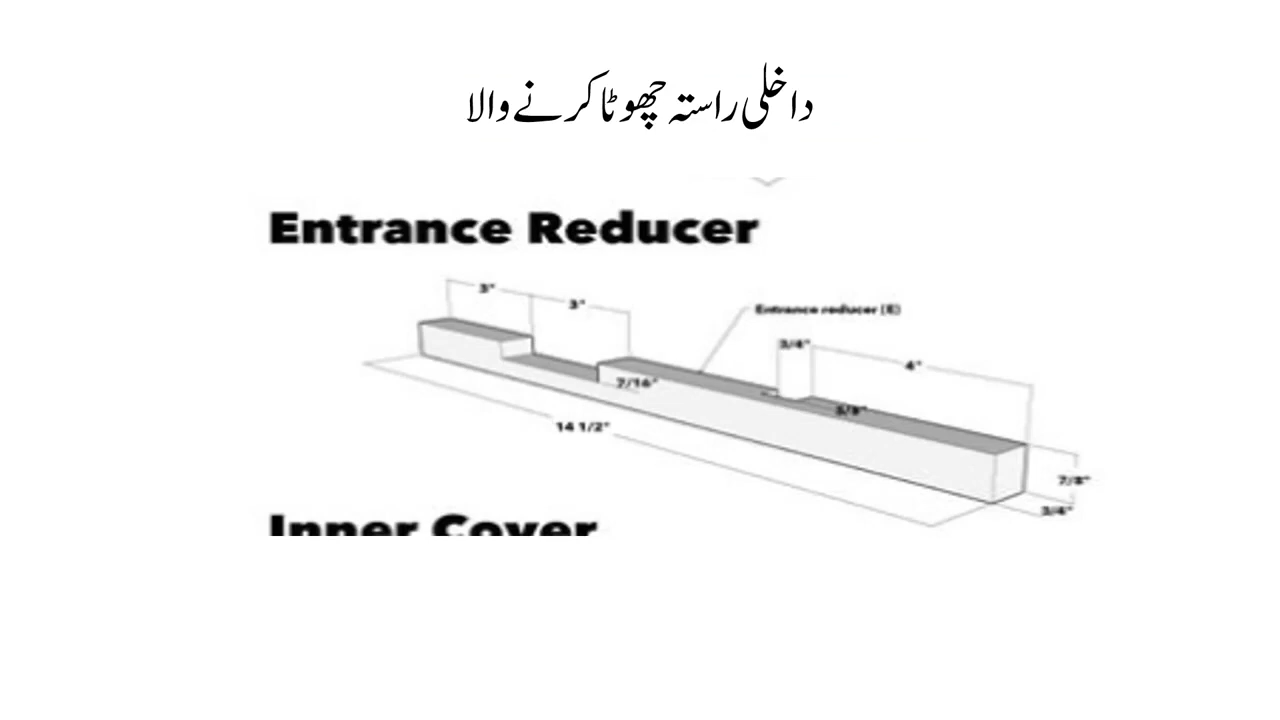 داخلی راستہ چھوٹا کرنے والا
Entrance Reducer
3"
3"
Entrance reducer (E)
3/4"
4"
7/16"
5/8"
14 1/2"
7/8"
3/4"
Inner Cover